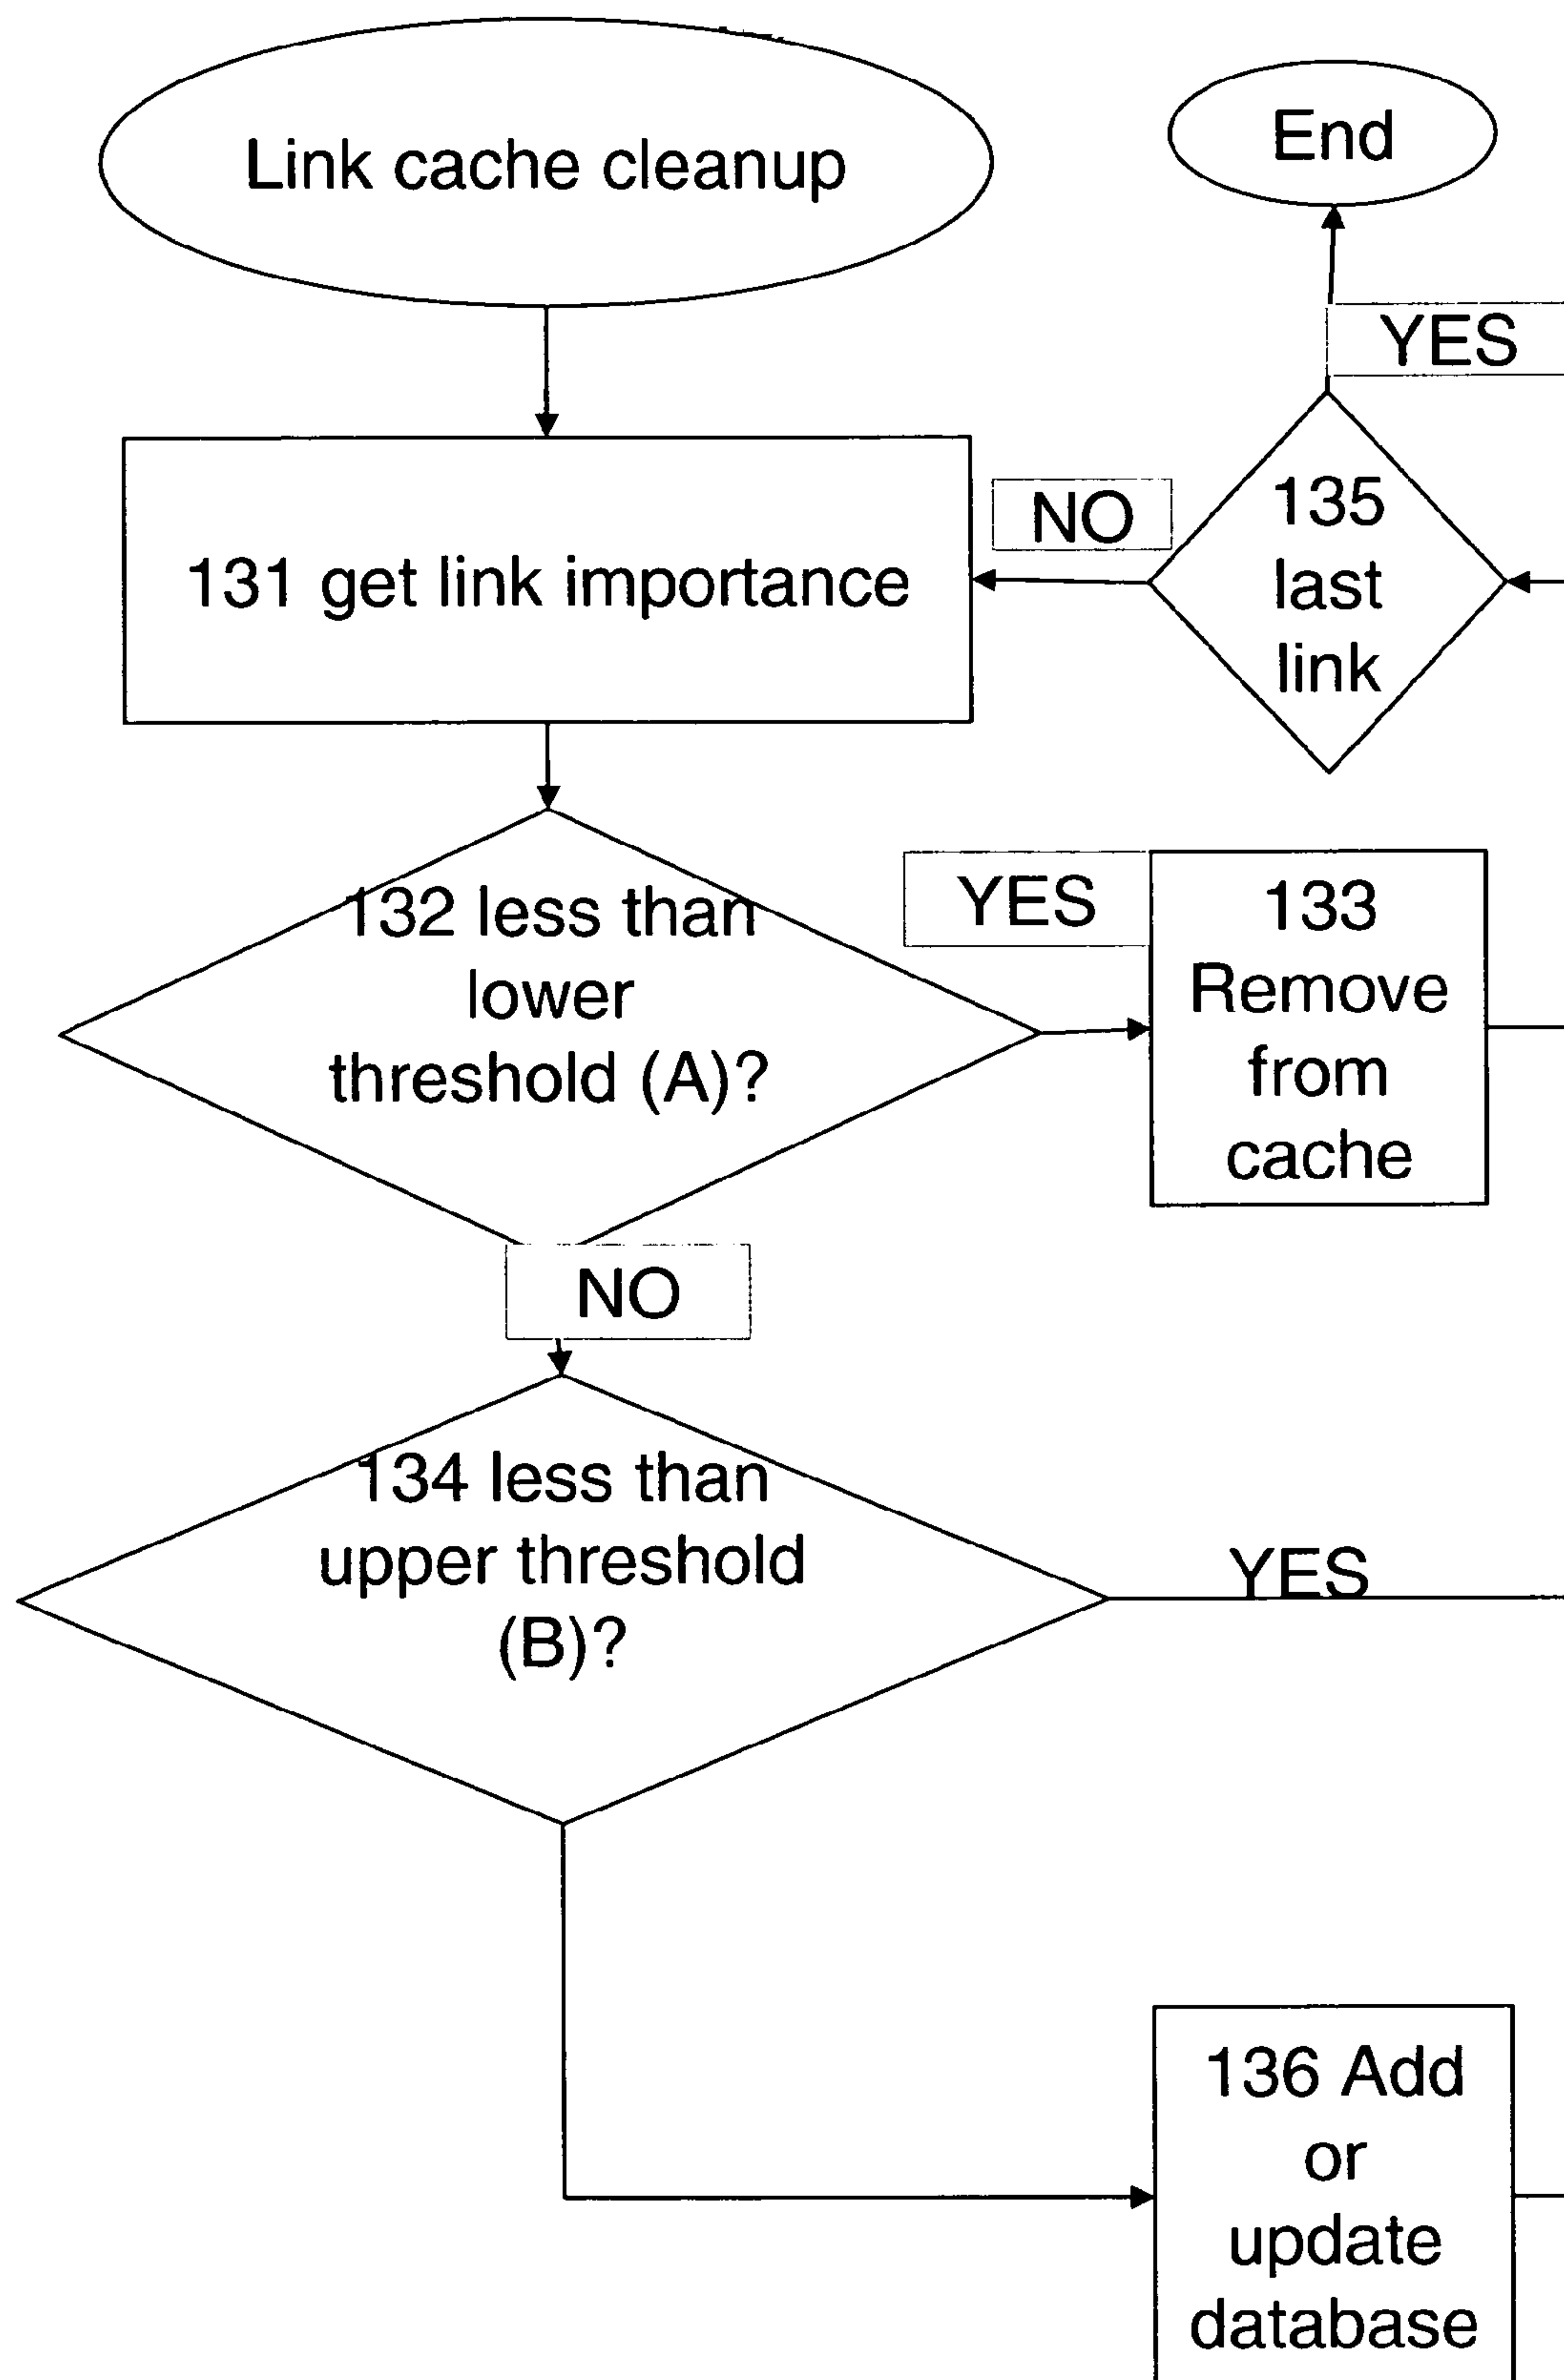 Link cache cleanup
End
YES
131 get link importance
NO
135
last
link
132 less than
lower
threshold (A)?
YES
133
Remove
from
cache
NO
134 less than
upper threshold
(B)?
YES
136 Add
or
update
database